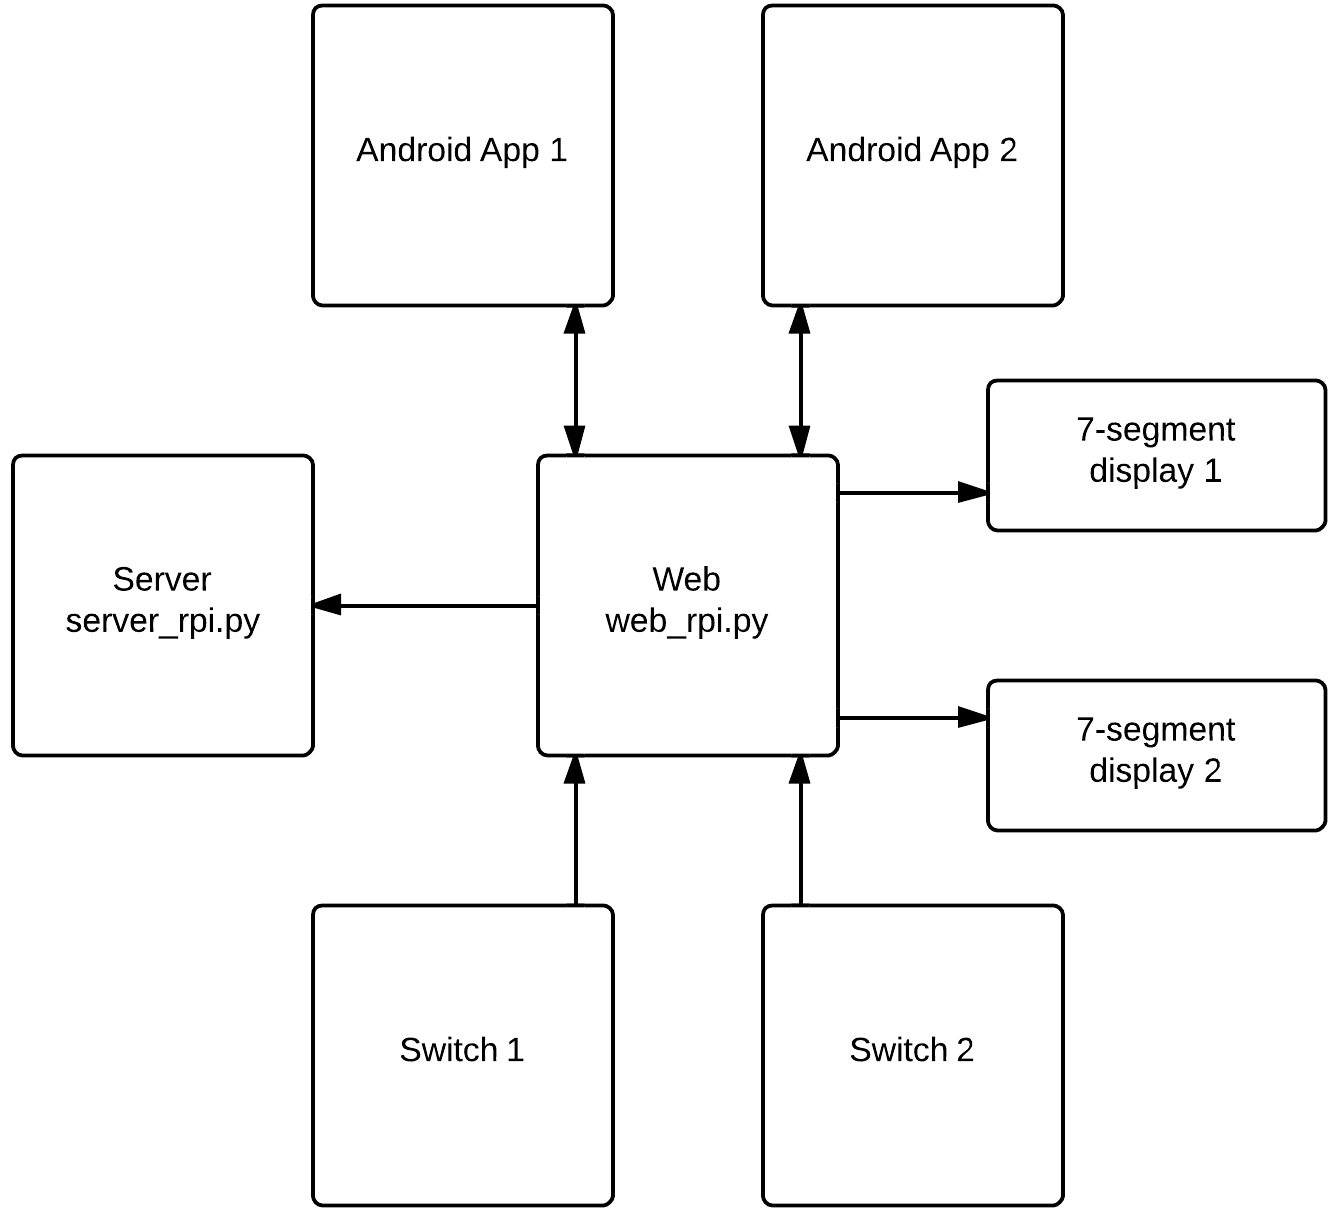 Android App 1
Android App 2
7-segment
display 1
Server
server_rpi.py
Web
web_rpi.py
7-segment
display 2
Switch 1
Switch 2